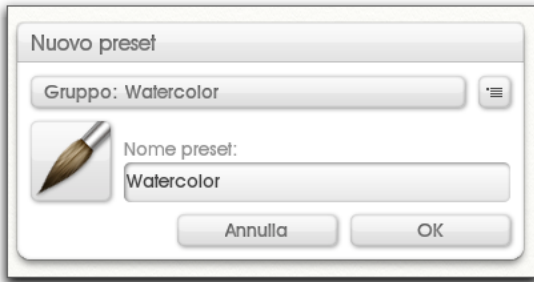 Nuovo preset
Gruppo: Watercolor
Nome preset:
Watercolor
Annulla OK